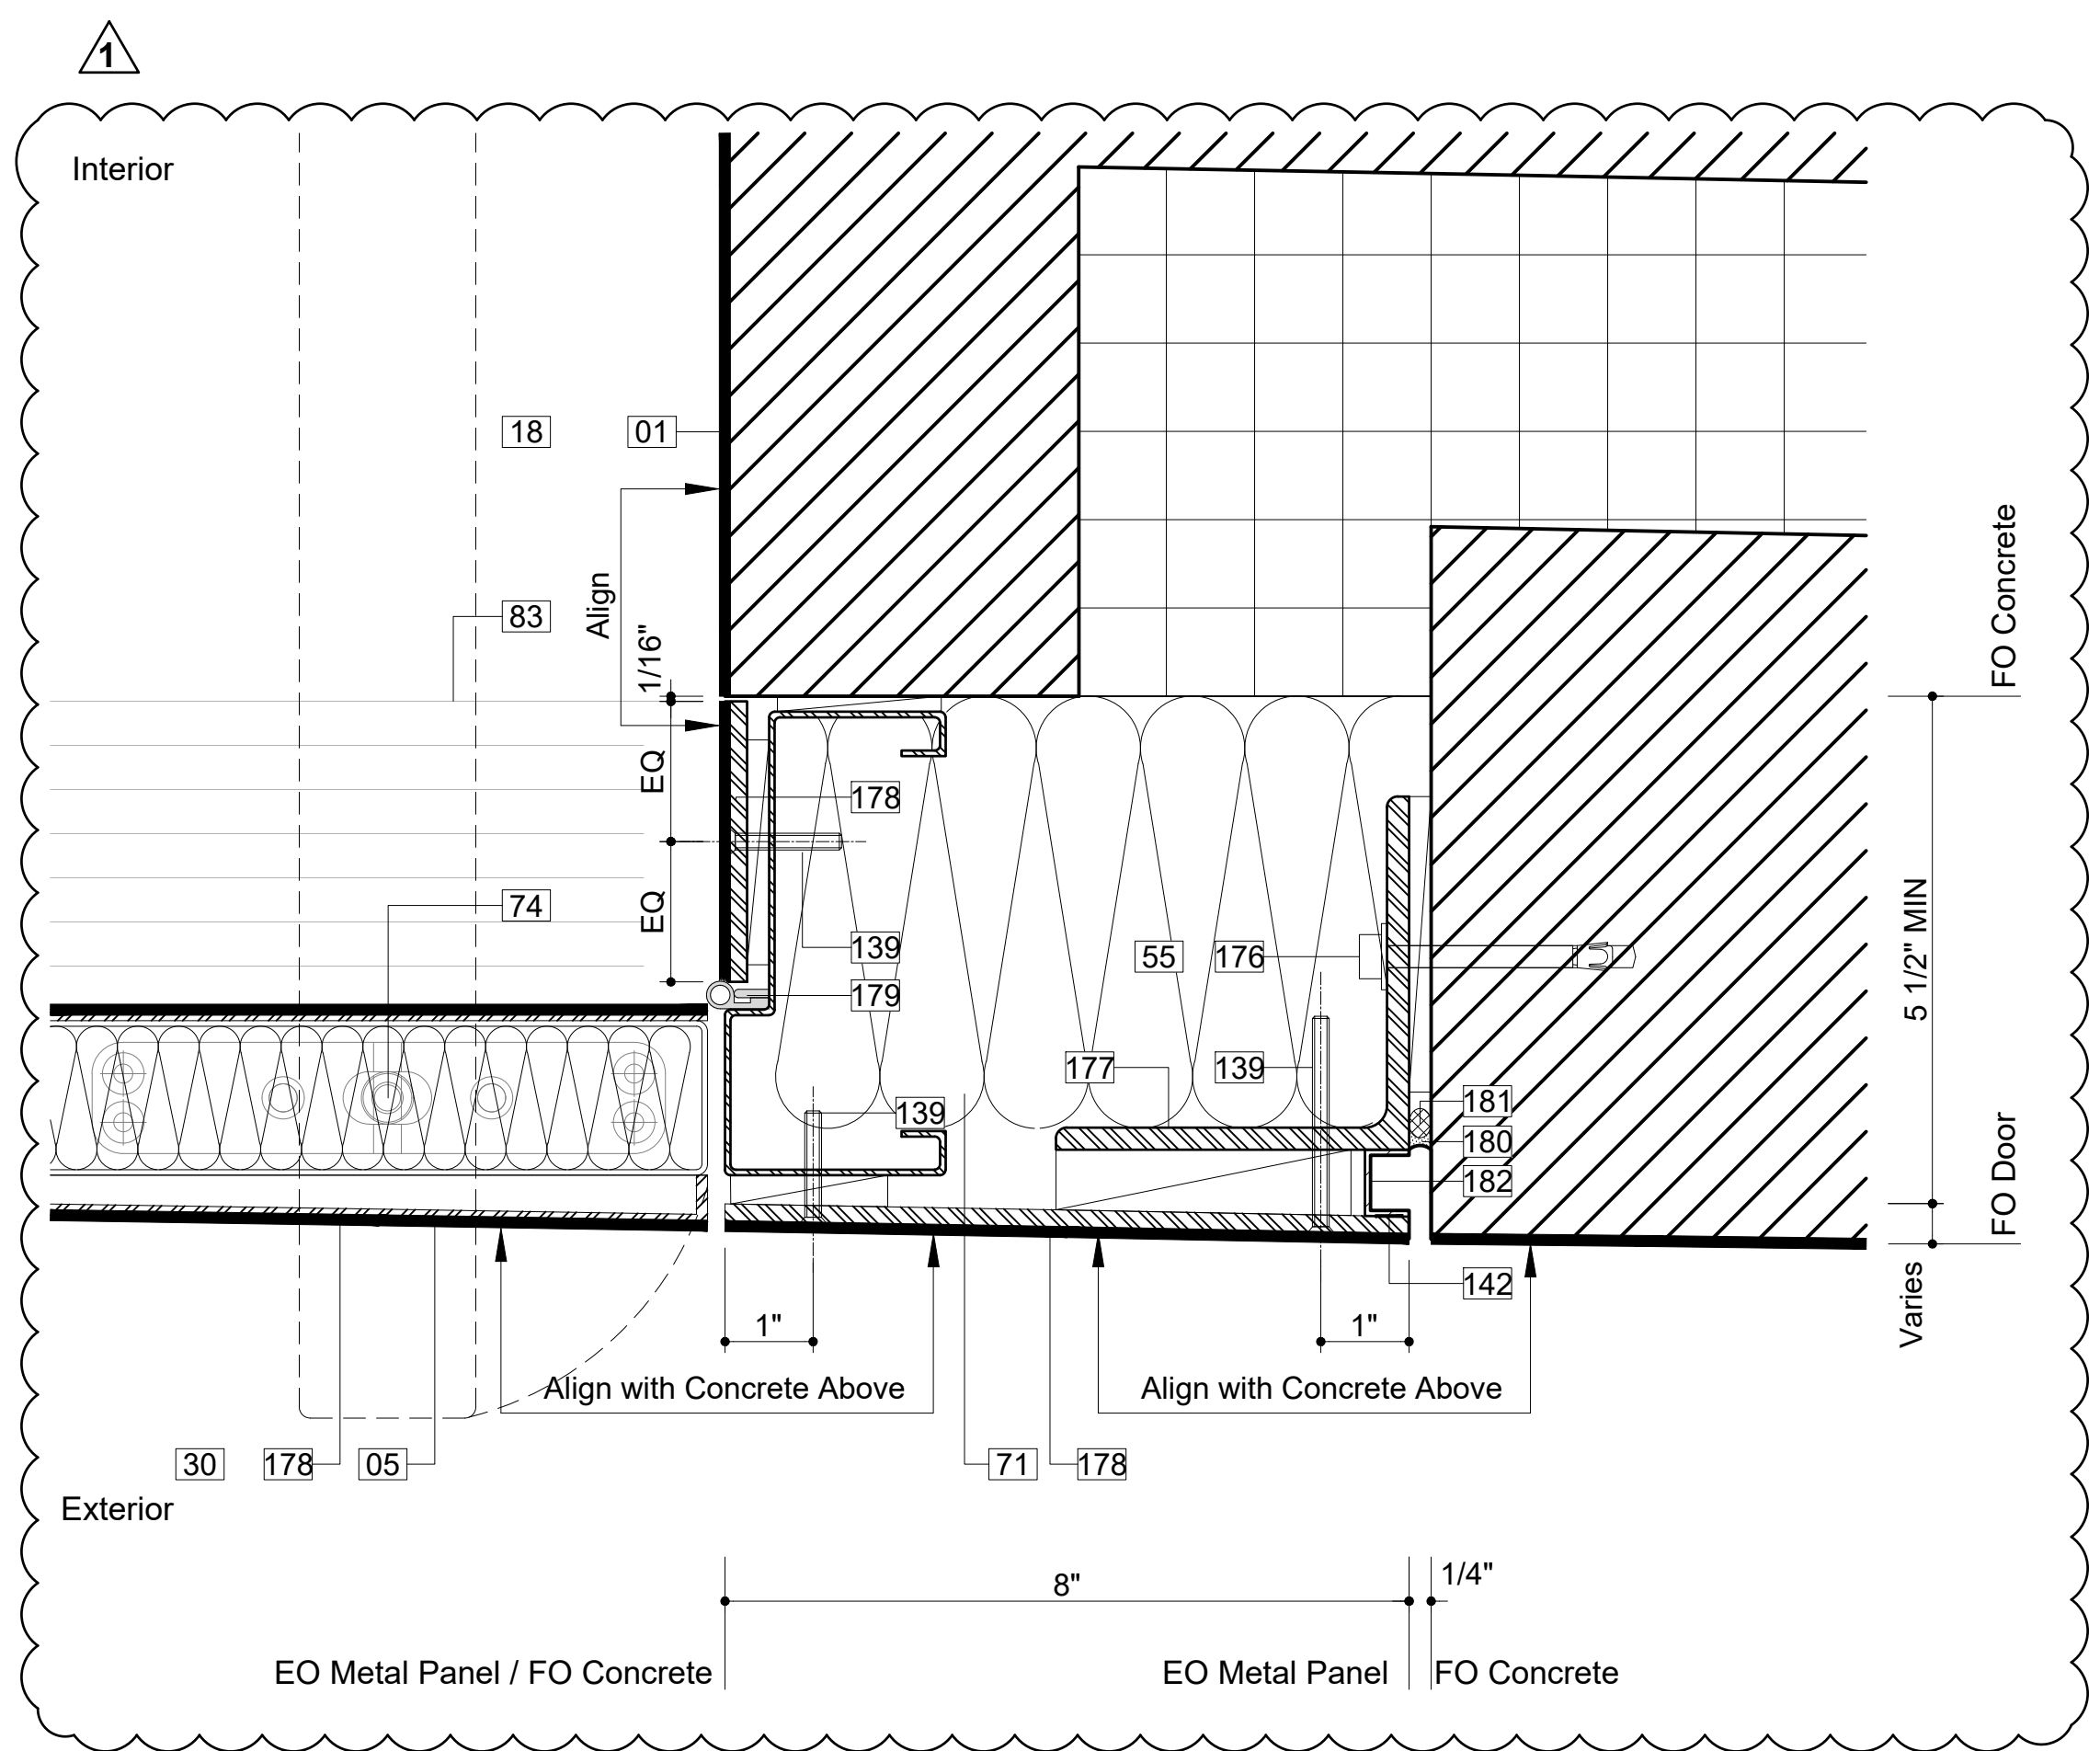 1
Interior
18
01
Align
83
1/16"
FO Concrete
EQ
178
74
EQ
139
55
176
179
5 1/2" MIN
177
139
139
181
180
182
FO Door
142
1"
1"
Varies
Align with Concrete Above
Align with Concrete Above
30
178
05
71
178
Exterior
8"
1/4"
EO Metal Panel / FO Concrete
EO Metal Panel
FO Concrete